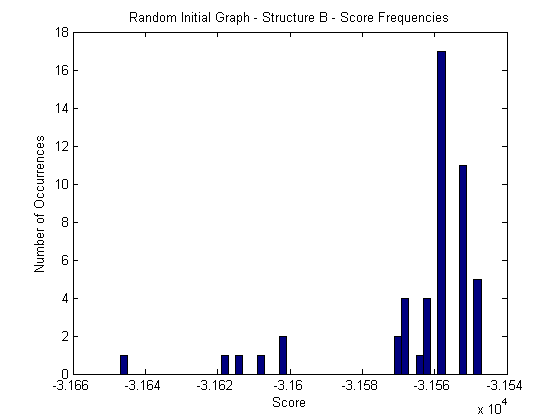 Random Initial Graph - Structure B - Score Frequencies
Number of Occurrences
18
16
14
12
10
8
6
4
2
0
-3.166 -3.164 -3.162 -3.16 -3.158 -3.156 -3.154
Score
x 10^4